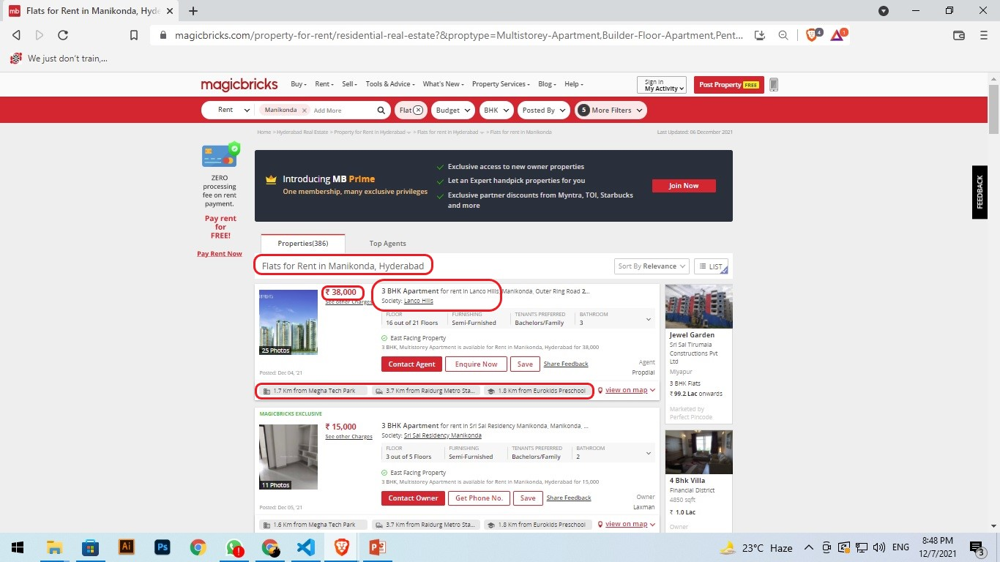 mb Flats for Rent in Manikonda, Hyde
magicbricks.com/property-for-rent/residential-real-estate?&proptype=Multistorey-Apartment,Builder-Floor-Apartment,Pent...
4
1
We just don't train,...
magicbricks Buy Rent Sell Tools & Advice What's New Property Services Blog Help
Sign In
My Activity
Post Property FREE
Rent Manikonda Add More Flat Budget BHK Posted By 5 More Filters
Home > Hyderabad Real Estate > Property for Rent in Hyderabad > Flats for rent in Hyderabad > Flats for rent in Manikonda
Last Updated: 06 December 2021
ZERO
processing
fee on rent
payment.
Pay rent
for
FREE!
Pay Rent Now
Introducing MB Prime
One membership, many exclusive privileges
Exclusive access to new owner properties
Let an Expert handpick properties for you
Exclusive partner discounts from Myntra, TOI, Starbucks
and more
Join Now
FEEDBACK
Properties(386) Top Agents
Flats for Rent in Manikonda, Hyderabad
Sort By Relevance LIST
₹ 38,000
See other Charges
25 Photos
Posted: Dec 04, '21
3 BHK Apartment for rent in Lanco Hills, Manikonda, Outer Ring Road 2...
Society: Lanco Hills
FLOOR FURNISHING TENANTS PREFERRED BATHROOM
16 out of 21 Floors Semi-Furnished Bachelors/Family 3
East Facing Property
3 BHK, Multistorey Apartment is available for Rent in Manikonda, Hyderabad for 38,000
Contact Agent Enquire Now Save Share Feedback
Agent
Propdial
1.7 Km from Megha Tech Park 3.7 Km from Raidurg Metro Sta... 1.8 Km from Eurokids Preschool view on map
MAGICBRICKS EXCLUSIVE
₹ 15,000
See other Charges
11 Photos
Posted: Dec 05, '21
3 BHK Apartment for rent in Sri Sai Residency Manikonda, Manikonda, ...
Society: Sri Sai Residency Manikonda
FLOOR FURNISHING TENANTS PREFERRED BATHROOM
3 out of 5 Floors Semi-Furnished Bachelors/Family 2
East Facing Property
3 BHK, Multistorey Apartment is available for Rent in Manikonda, Hyderabad for 15,000
Contact Owner Get Phone No. Save Share Feedback
Owner
Laxman
1.6 Km from Megha Tech Park 3.7 Km from Raidurg Metro Sta... 1.8 Km from Eurokids Preschool view on map
Jewel Garden
Sri Sai Tirumala
Constructions Pvt
Ltd
Miyapur
3 BHK Flats
₹ 99.2 Lac onwards
Marketed by
Perfect Pincode
4 Bhk Villa
Financial District
4850 sqft
₹ 1.0 Lac
Owner
Ai Ps
23°C Haze ENG
8:48 PM
12/7/2021
3